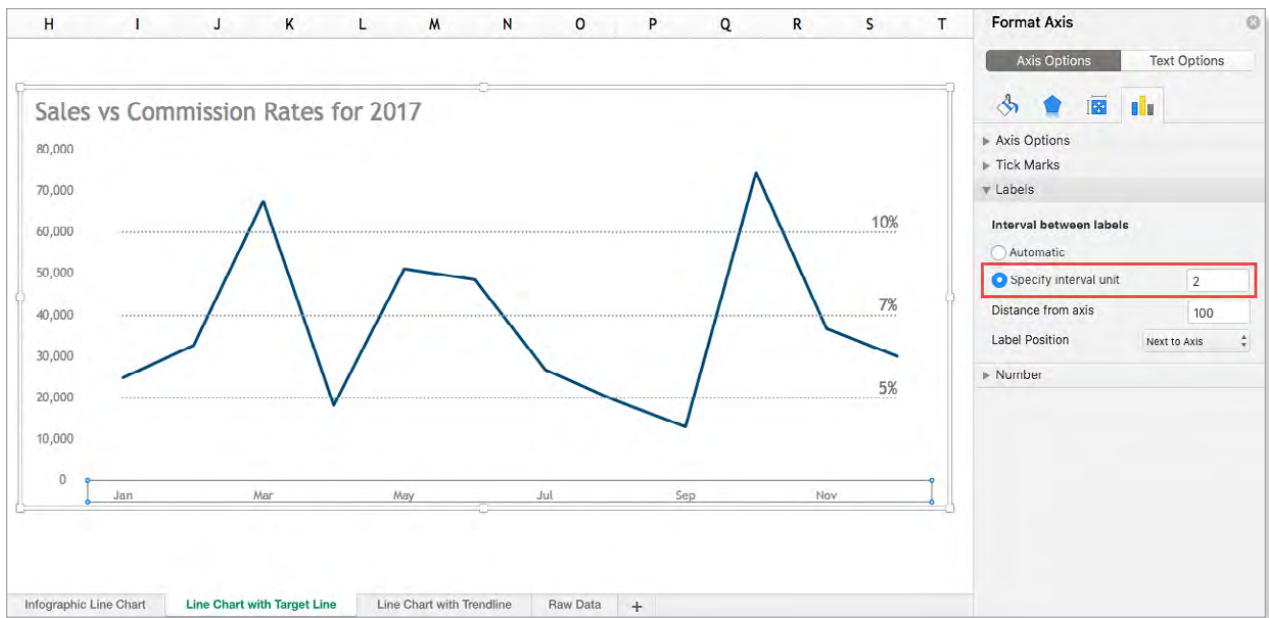 H I J K L M N O P Q R S T
Format Axis
Axis Options Text Options
Axis Options
Tick Marks
Labels
Interval between labels
Automatic
Specify interval unit 2
Distance from axis 100
Label Position Next to Axis
Number
Sales vs Commission Rates for 2017
80,000
70,000
60,000
50,000
40,000
30,000
20,000
10,000
0
10%
7%
5%
Jan Mar May Jul Sep Nov
Infographic Line Chart Line Chart with Target Line Line Chart with Trendline Raw Data +